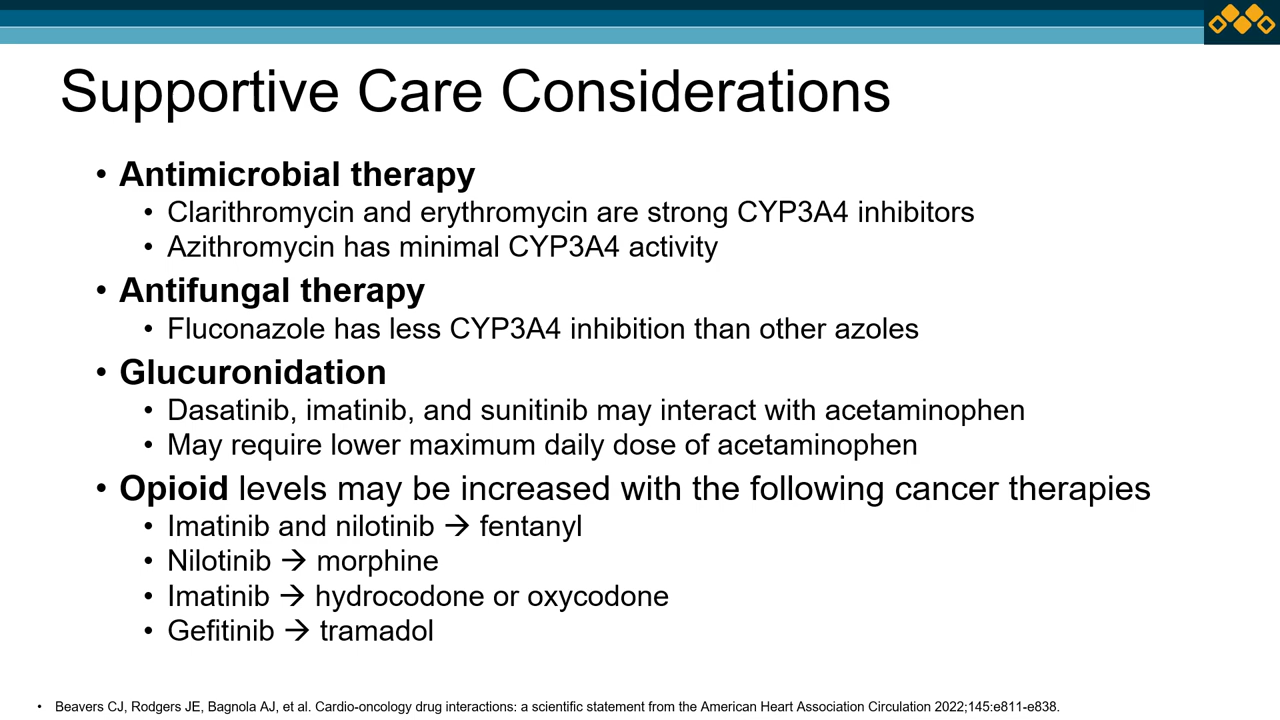 Supportive Care Considerations
• Antimicrobial therapy
• Clarithromycin and erythromycin are strong CYP3A4 inhibitors
• Azithromycin has minimal CYP3A4 activity
• Antifungal therapy
• Fluconazole has less CYP3A4 inhibition than other azoles
• Glucuronidation
• Dasatinib, imatinib, and sunitinib may interact with acetaminophen
• May require lower maximum daily dose of acetaminophen
• Opioid levels may be increased with the following cancer therapies
• Imatinib and nilotinib → fentanyl
• Nilotinib → morphine
• Imatinib → hydrocodone or oxycodone
• Gefitinib → tramadol
• Beavers CJ, Rodgers JE, Bagnola AJ, et al. Cardio-oncology drug interactions: a scientific statement from the American Heart Association Circulation 2022;145:e811-e838.